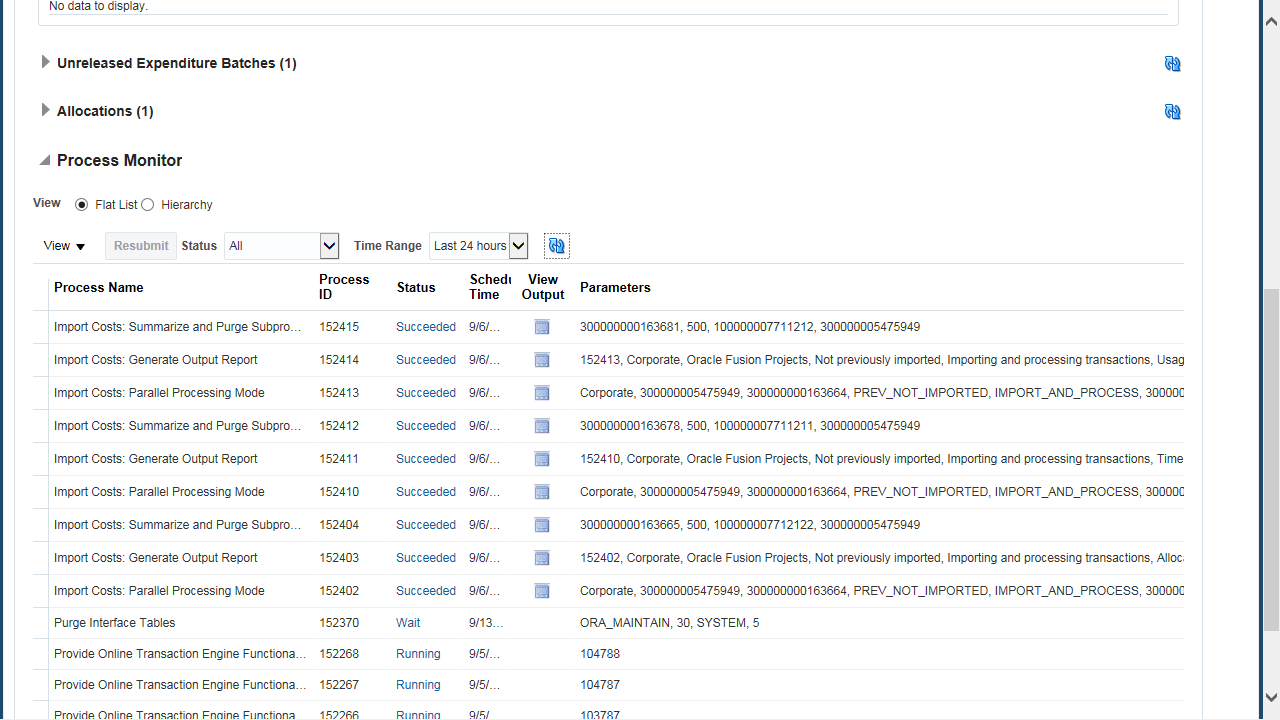 No data to display.
Unreleased Expenditure Batches (1)
Allocations (1)
Process Monitor
View Flat List Hierarchy
View Resubmit Status All Time Range Last 24 hours
Process Name Process ID Status Schedu Time View Output Parameters
Import Costs: Summarize and Purge Subpro... 152415 Succeeded 9/6/... 300000000163681, 500, 100000007711212, 300000005475949
Import Costs: Generate Output Report 152414 Succeeded 9/6/... 152413, Corporate, Oracle Fusion Projects, Not previously imported, Importing and processing transactions, Usag
Import Costs: Parallel Processing Mode 152413 Succeeded 9/6/... Corporate, 300000005475949, 300000000163664, PREV_NOT_IMPORTED, IMPORT_AND_PROCESS, 300000
Import Costs: Summarize and Purge Subpro... 152412 Succeeded 9/6/... 300000000163678, 500, 100000007711211, 300000005475949
Import Costs: Generate Output Report 152411 Succeeded 9/6/... 152410, Corporate, Oracle Fusion Projects, Not previously imported, Importing and processing transactions, Time
Import Costs: Parallel Processing Mode 152410 Succeeded 9/6/... Corporate, 300000005475949, 300000000163664, PREV_NOT_IMPORTED, IMPORT_AND_PROCESS, 300000
Import Costs: Summarize and Purge Subpro... 152404 Succeeded 9/6/... 300000000163665, 500, 100000007712122, 300000005475949
Import Costs: Generate Output Report 152403 Succeeded 9/6/... 152402, Corporate, Oracle Fusion Projects, Not previously imported, Importing and processing transactions, Alloc
Import Costs: Parallel Processing Mode 152402 Succeeded 9/6/... Corporate, 300000005475949, 300000000163664, PREV_NOT_IMPORTED, IMPORT_AND_PROCESS, 300000
Purge Interface Tables 152370 Wait 9/13... ORA_MAINTAIN, 30, SYSTEM, 5
Provide Online Transaction Engine Functiona... 152268 Running 9/5/... 104788
Provide Online Transaction Engine Functiona... 152267 Running 9/5/... 104787
Provide Online Transaction Engine Functiona... 152266 Running 9/5/... 103787